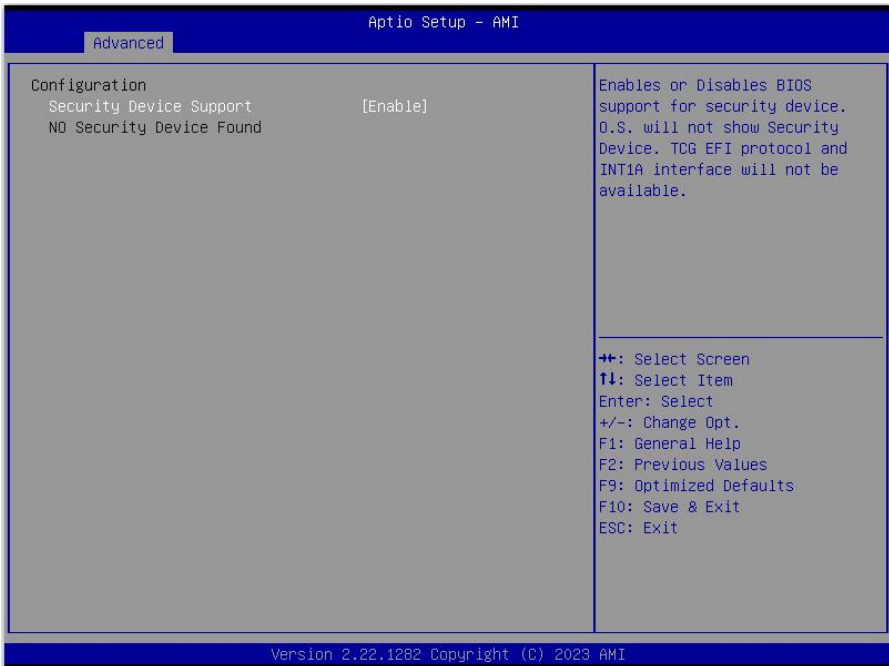 Aptio Setup - AMI
Advanced
Configuration
Security Device Support [Enable]
NO Security Device Found
Enables or Disables BIOS
support for security device.
O.S. will not show Security
Device. TCG EFI protocol and
INT1A interface will not be
available.
→←: Select Screen
↑↓: Select Item
Enter: Select
+/-: Change Opt.
F1: General Help
F2: Previous Values
F9: Optimized Defaults
F10: Save & Exit
ESC: Exit
Version 2.22.1282 Copyright (C) 2023 AMI